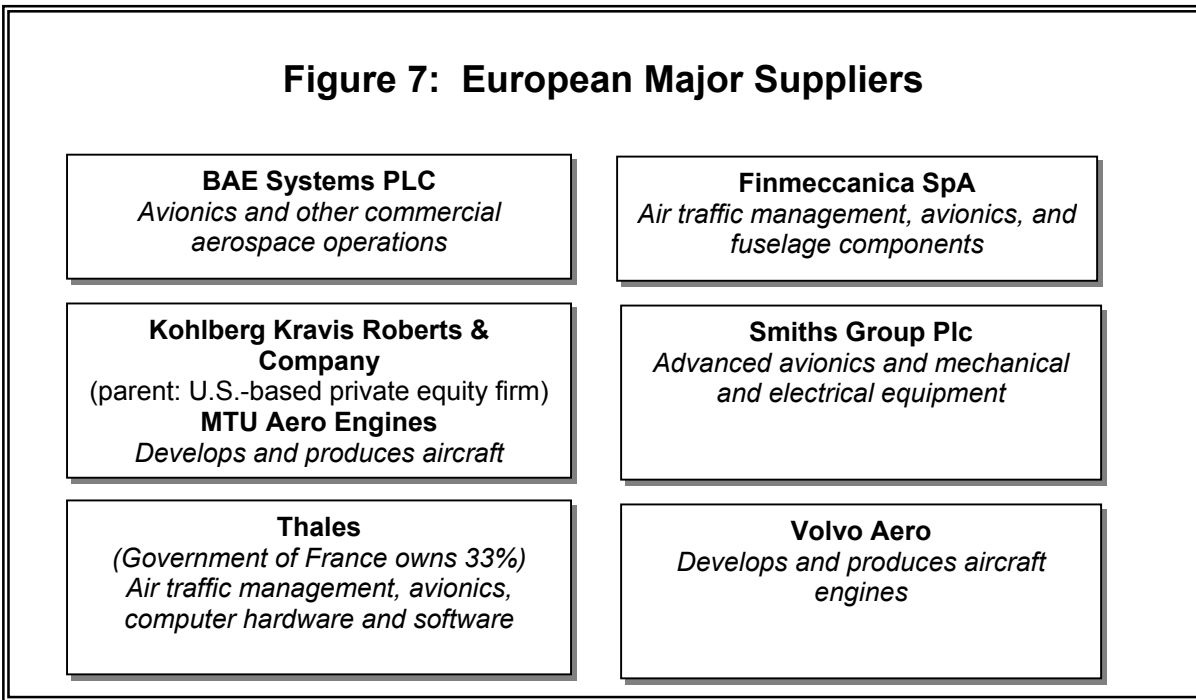 Figure 7: European Major Suppliers
BAE Systems PLC
Avionics and other commercial
aerospace operations
Finmeccanica SpA
Air traffic management, avionics, and
fuselage components
Kohlberg Kravis Roberts &
Company
(parent: U.S.-based private equity firm)
MTU Aero Engines
Develops and produces aircraft
Smiths Group Plc
Advanced avionics and mechanical
and electrical equipment
Thales
(Government of France owns 33%)
Air traffic management, avionics,
computer hardware and software
Volvo Aero
Develops and produces aircraft
engines